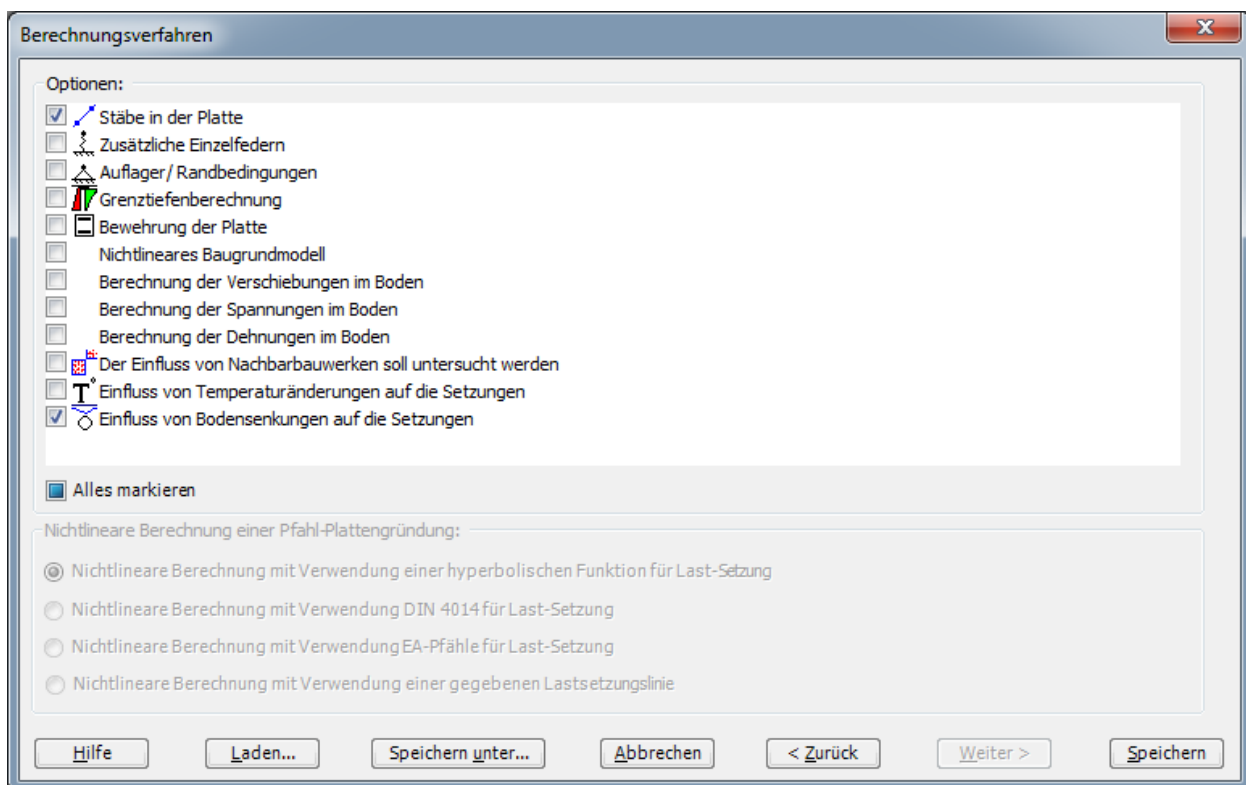 Berechnungsverfahren
Optionen:
Stäbe in der Platte
Zusätzliche Einzelfedern
Auflager/ Randbedingungen
Grenztiefenberechnung
Bewehrung der Platte
Nichtlineares Baugrundmodell
Berechnung der Verschiebungen im Boden
Berechnung der Spannungen im Boden
Berechnung der Dehnungen im Boden
Der Einfluss von Nachbarbauwerken soll untersucht werden
T° Einfluss von Temperaturänderungen auf die Setzungen
Einfluss von Bodensenkungen auf die Setzungen
Alles markieren
Nichtlineare Berechnung einer Pfahl-Plattengründung:
Nichtlineare Berechnung mit Verwendung einer hyperbolischen Funktion für Last-Setzung
Nichtlineare Berechnung mit Verwendung DIN 4014 für Last-Setzung
Nichtlineare Berechnung mit Verwendung EA-Pfähle für Last-Setzung
Nichtlineare Berechnung mit Verwendung einer gegebenen Lastsetzungslinie
Hilfe Laden... Speichern unter... Abbrechen < Zurück Weiter > Speichern